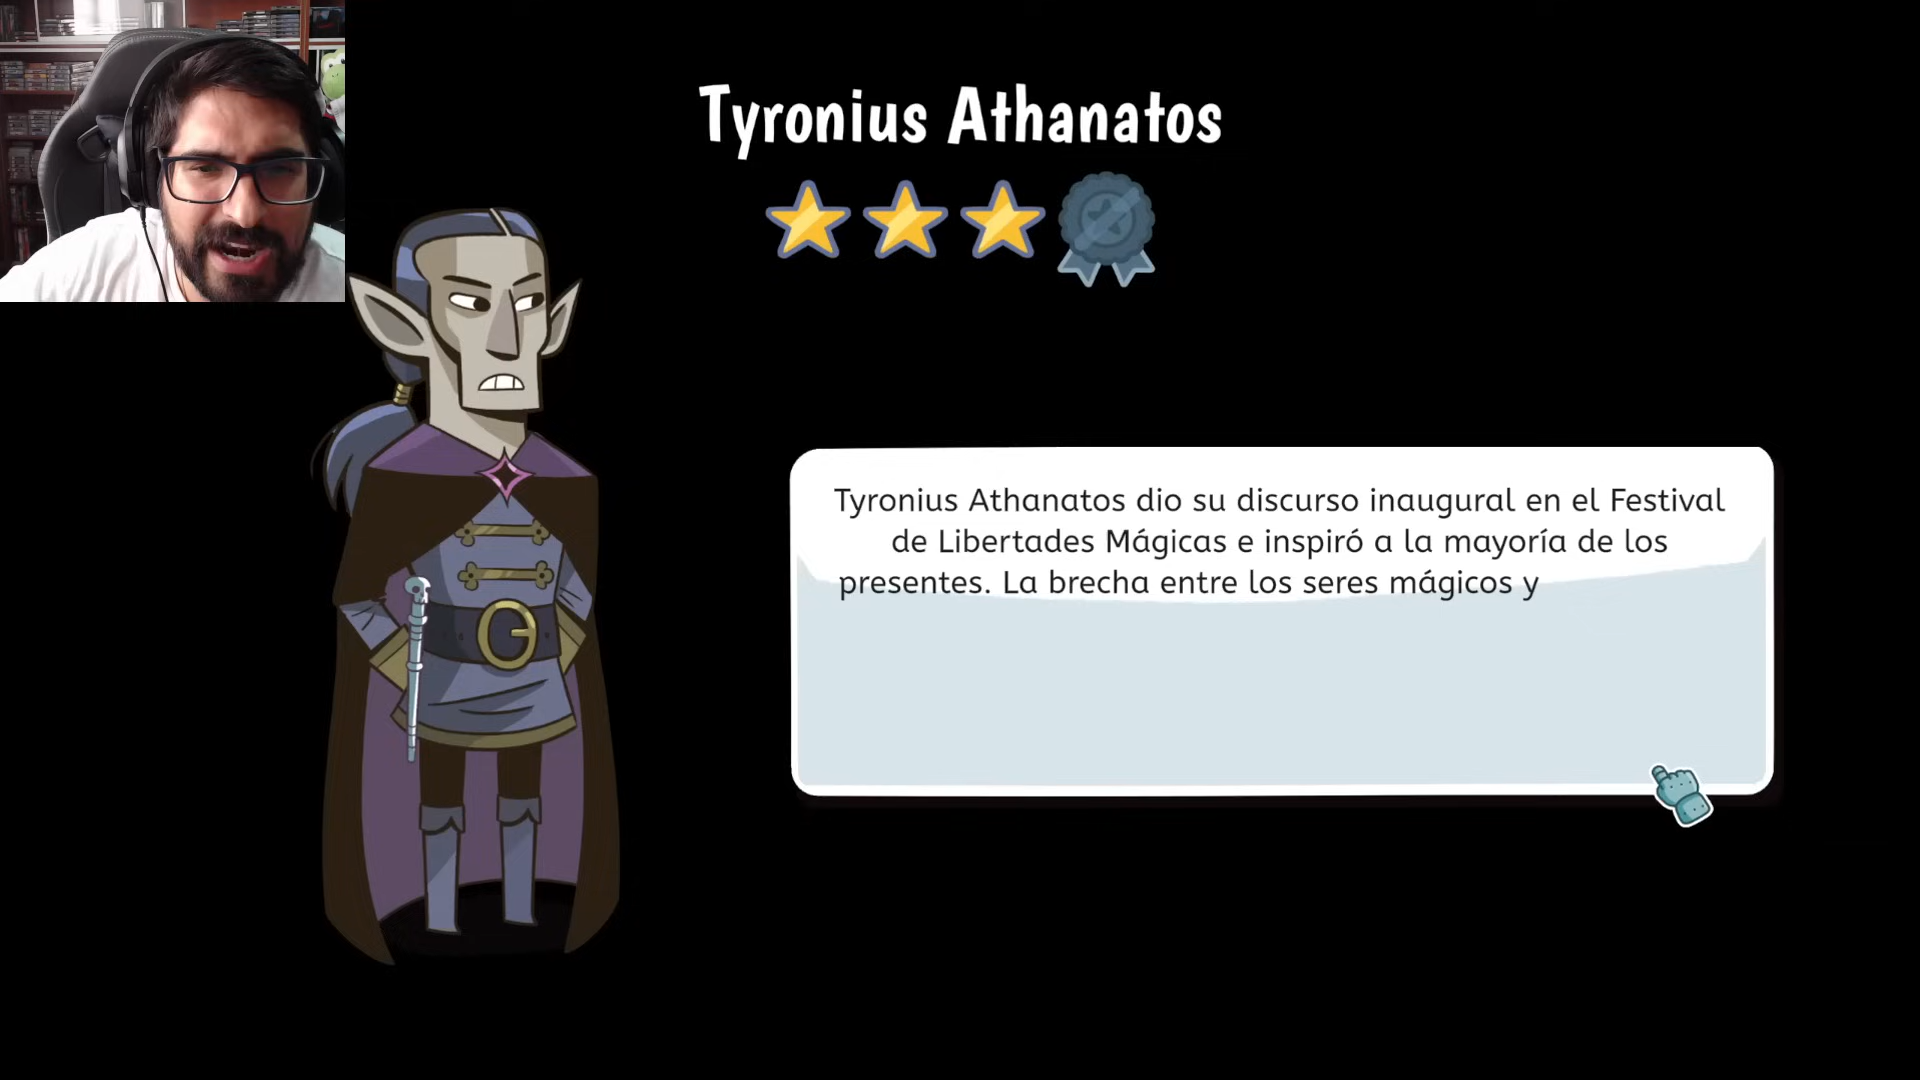 Tyronius Athanatos
Tyronius Athanatos dio su discurso inaugural en el Festival
de Libertades Mágicas e inspiró a la mayoría de los
presentes. La brecha entre los seres mágicos y